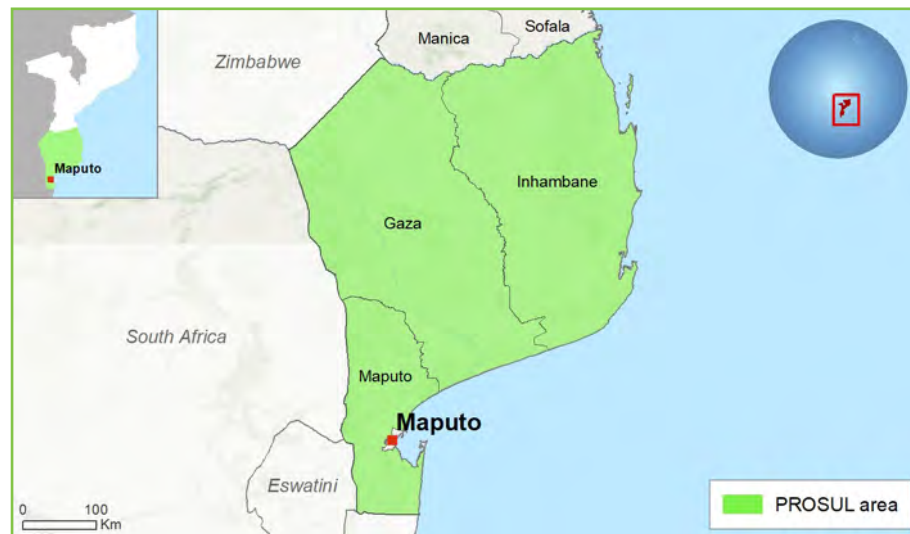 Sofala
Manica
Zimbabwe
Maputo
Inhambane
Gaza
South Africa
Maputo
Maputo
Eswatini
0 100
Km
PROSUL area